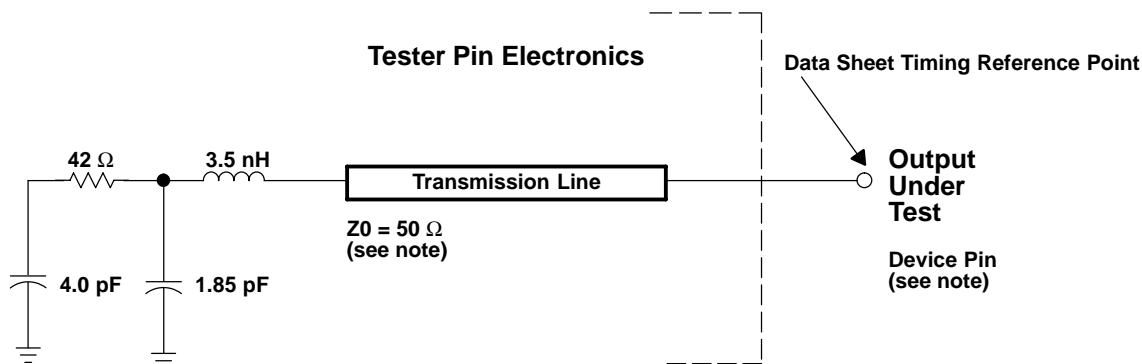 Tester Pin Electronics
Data Sheet Timing Reference Point
42 Ω
3.5 nH
Transmission Line
Output
Under
Test
Z0 = 50 Ω
(see note)
Device Pin
(see note)
4.0 pF
1.85 pF